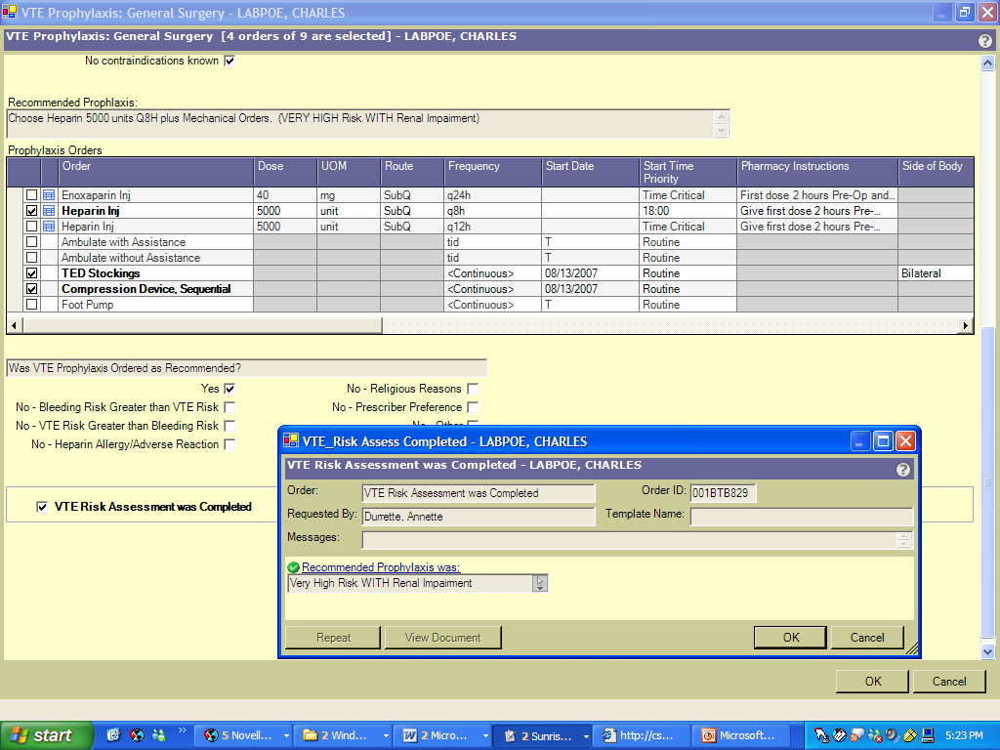 VTE Prophylaxis: General Surgery - LABPOE, CHARLES
VTE Prophylaxis: General Surgery [4 orders of 9 are selected] - LABPOE, CHARLES
No contraindications known
Recommended Prophlaxis:
Choose Heparin 5000 units Q8H plus Mechanical Orders. (VERY HIGH Risk WITH Renal Impaiment)
Prophylaxis Orders
Order Dose UOM Route Frequency Start Date Start Time Priority Pharmacy Instructions Side of Body
Enoxaparin Inj 40 mg SubQ q24h Time Critical First dose 2 hours Pre-Op and...
Heparin Inj 5000 unit SubQ q8h 18:00 Give first dose 2 hours Pre-...
Heparin Inj 5000 unit SubQ q12h Time Critical Give first dose 2 hours Pre-...
Ambulate with Assistance tid T Routine
Ambulate without Assistance tid T Routine
TED Stockings <Continuous> 08/13/2007 Routine Bilateral
Compression Device, Sequential <Continuous> 08/13/2007 Routine
Foot Pump <Continuous> T Routine
Was VTE Prophylaxis Ordered as Recommended?
Yes No - Religious Reasons
No - Bleeding Risk Greater than VTE Risk No - Prescriber Preference
No - VTE Risk Greater than Bleeding Risk No - Other
No - Heparin Allergy/Adverse Reaction
VTE Risk Assessment was Completed
VTE_Risk Assess Completed - LABPOE, CHARLES
VTE Risk Assessment was Completed - LABPOE, CHARLES
Order: VTE Risk Assessment was Completed Order ID: 001BTB829
Requested By: Durrette, Annette Template Name:
Messages:
Recommended Prophylaxis was:
Very High Risk WITH Renal Impaiment
Repeat View Document OK Cancel
OK Cancel
start 5 Novell... 2 Wind... 2 Micro... 2 Sunris... http://cs... Microsoft... 5:23 PM